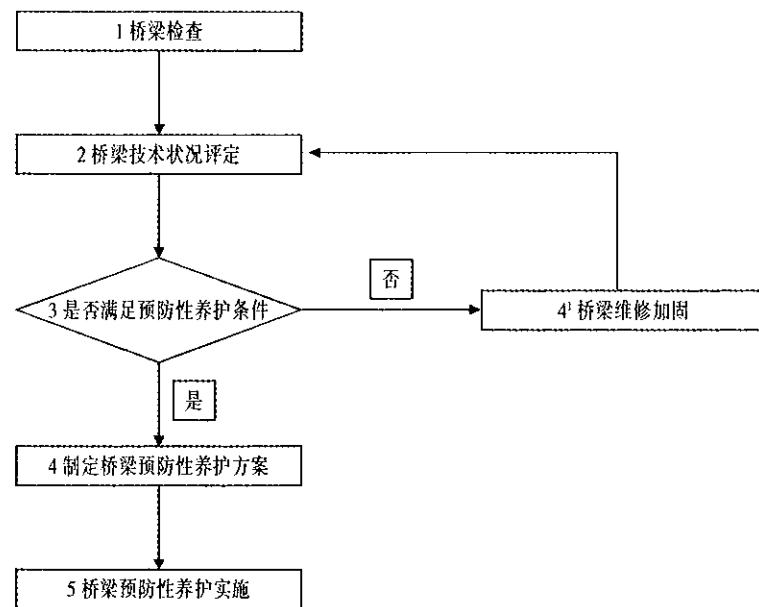 1 桥梁检查
2 桥梁技术状况评定
否
3 是否满足预防性养护条件
4¹ 桥梁维修加固
是
4 制定桥梁预防性养护方案
5 桥梁预防性养护实施